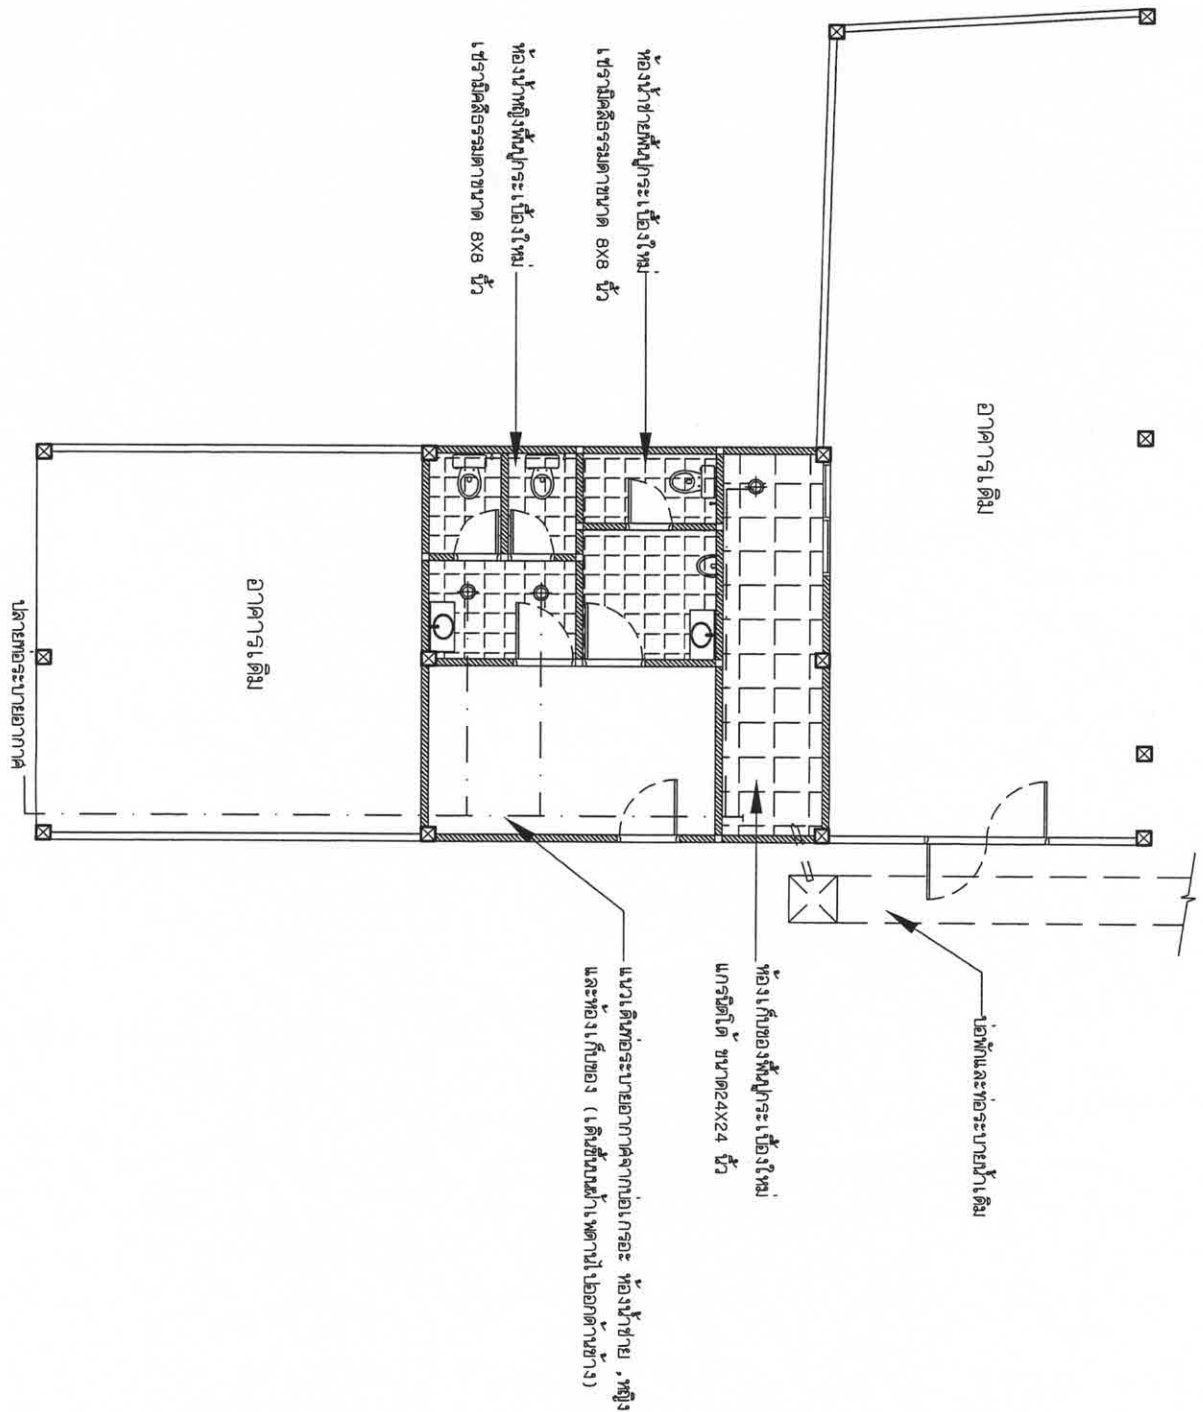 ห้องน้ำชายพื้นปูกระเบื้องใหม่
เซรามิคสีธรรมดาขนาด 8X8 นิ้ว
ห้องน้ำหญิงพื้นปูกระเบื้องใหม่
เซรามิคสีธรรมดาขนาด 8X8 นิ้ว
อาคารเดิม
อาคารเดิม
ปลายท่อระบายอากาศ
บ่อพักและท่อระบายน้ำเดิม
ห้องเก็บของพื้นปูกระเบื้องใหม่
แกรนิตโต้ ขนาด24X24 นิ้ว
แนวเดินท่อระบายอากาศจากบ่อเกรอะ ห้องน้ำชาย ,หญิง
และห้องเก็บของ (เดินขึ้นบนฝ้าเพดานไปออกด้านข้าง)